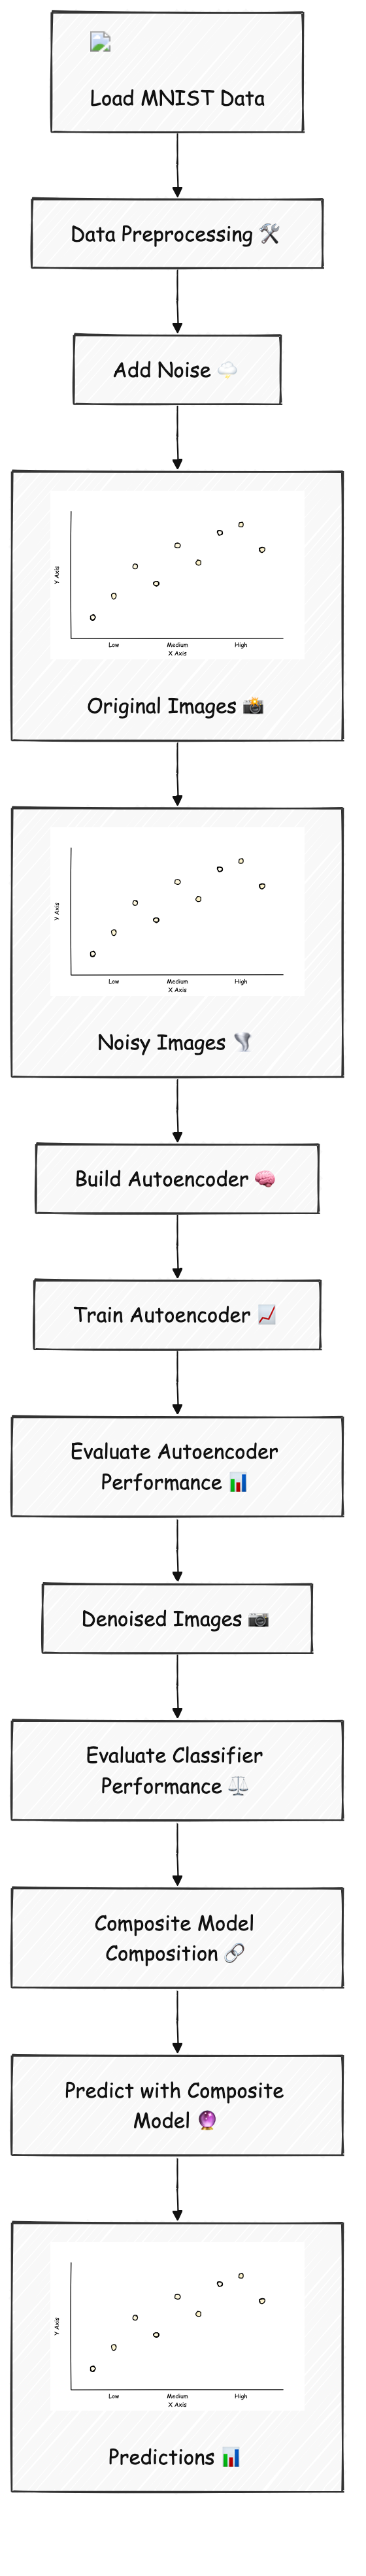 Load MNIST Data
Data Preprocessing 🛠️
Add Noise 🌩️
Y Axis
Low Medium High
X Axis
Original Images 📸
Y Axis
Low Medium High
X Axis
Noisy Images 🌪️
Build Autoencoder 🧠
Train Autoencoder 📈
Evaluate Autoencoder
Performance 📊
Denoised Images 📷
Evaluate Classifier
Performance ⚖️
Composite Model
Composition 🔗
Predict with Composite
Model 🔮
Y Axis
Low Medium High
X Axis
Predictions 📊